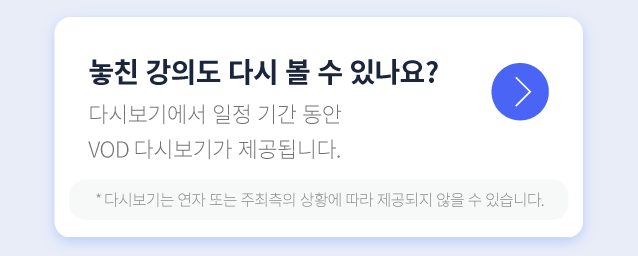 놓친 강의도 다시 볼 수 있나요?
다시보기에서 일정 기간 동안
VOD 다시보기가 제공됩니다.
* 다시보기는 연자 또는 주최측의 상황에 따라 제공되지 않을 수 있습니다.